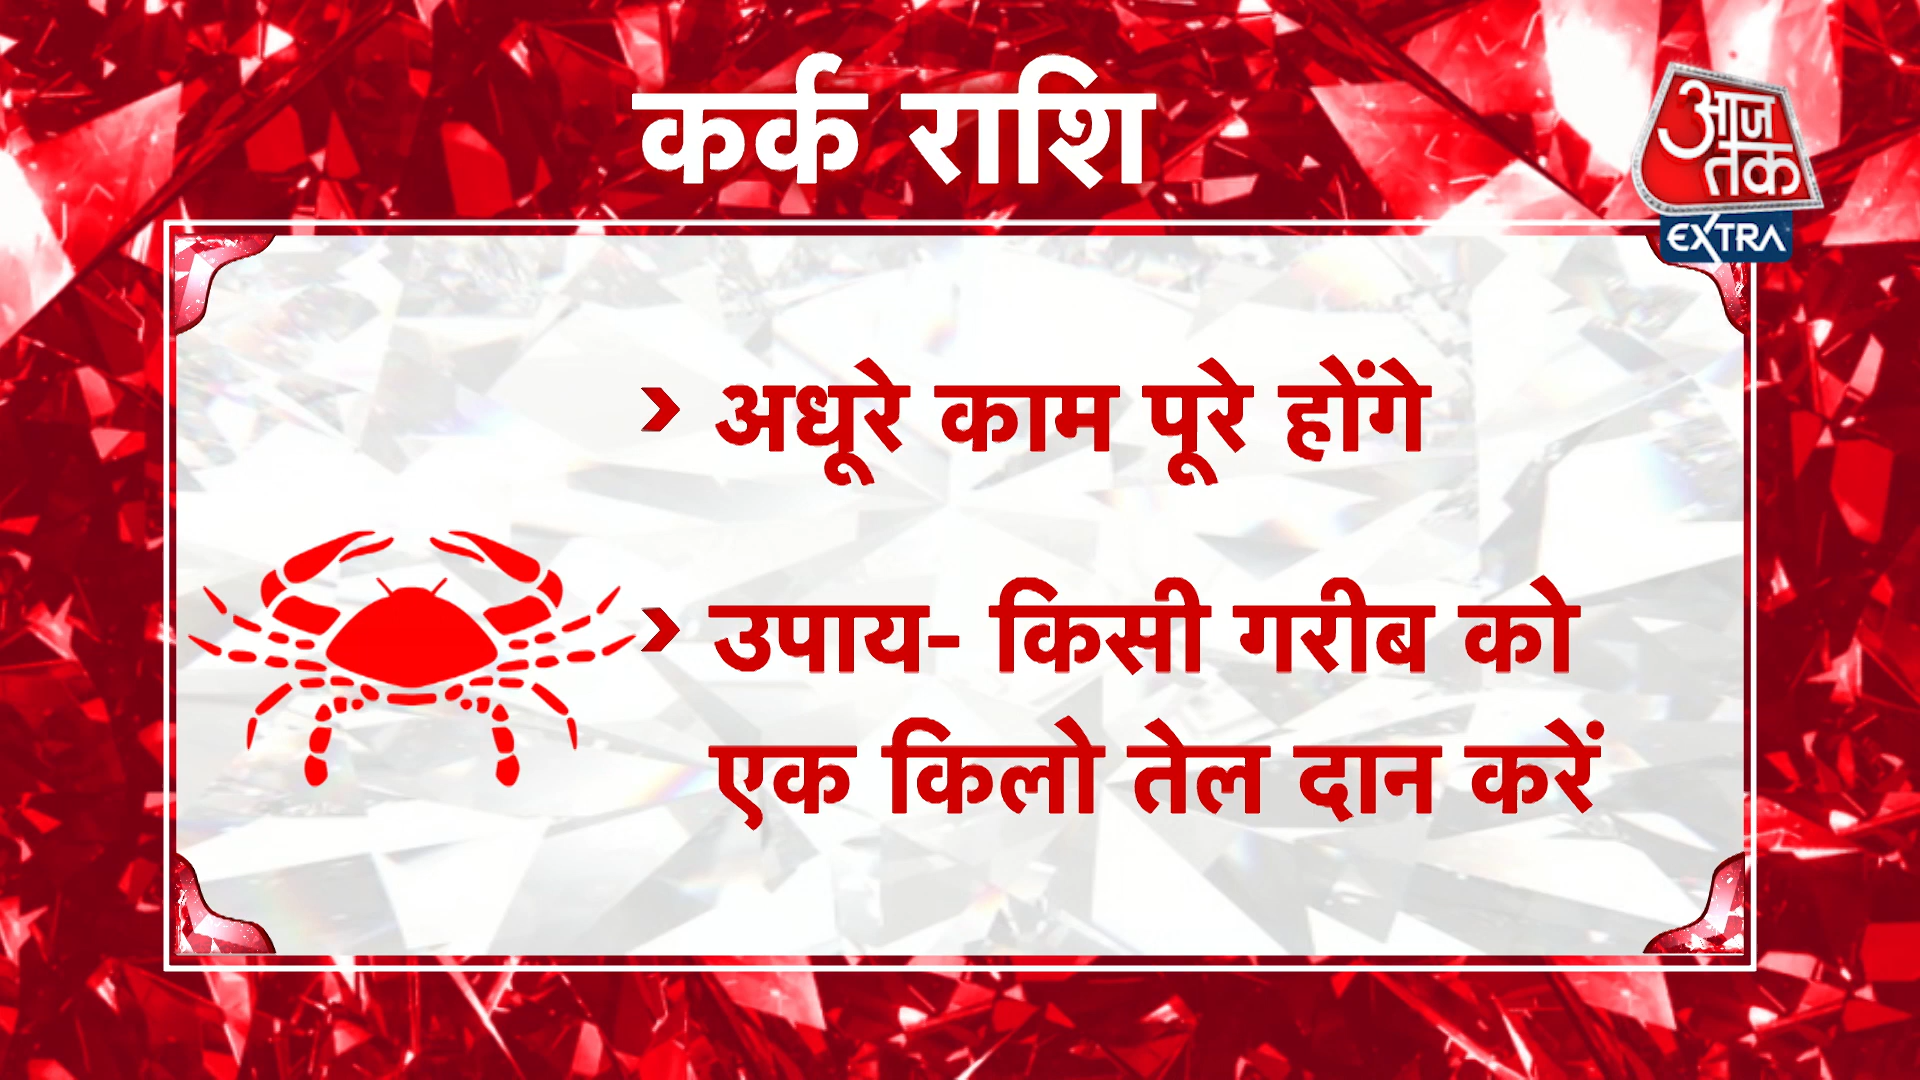 कर्क राशि
आज
तक
EXTRA
> अधूरे काम पूरे होंगे
> उपाय- किसी गरीब को
एक किलो तेल दान करें